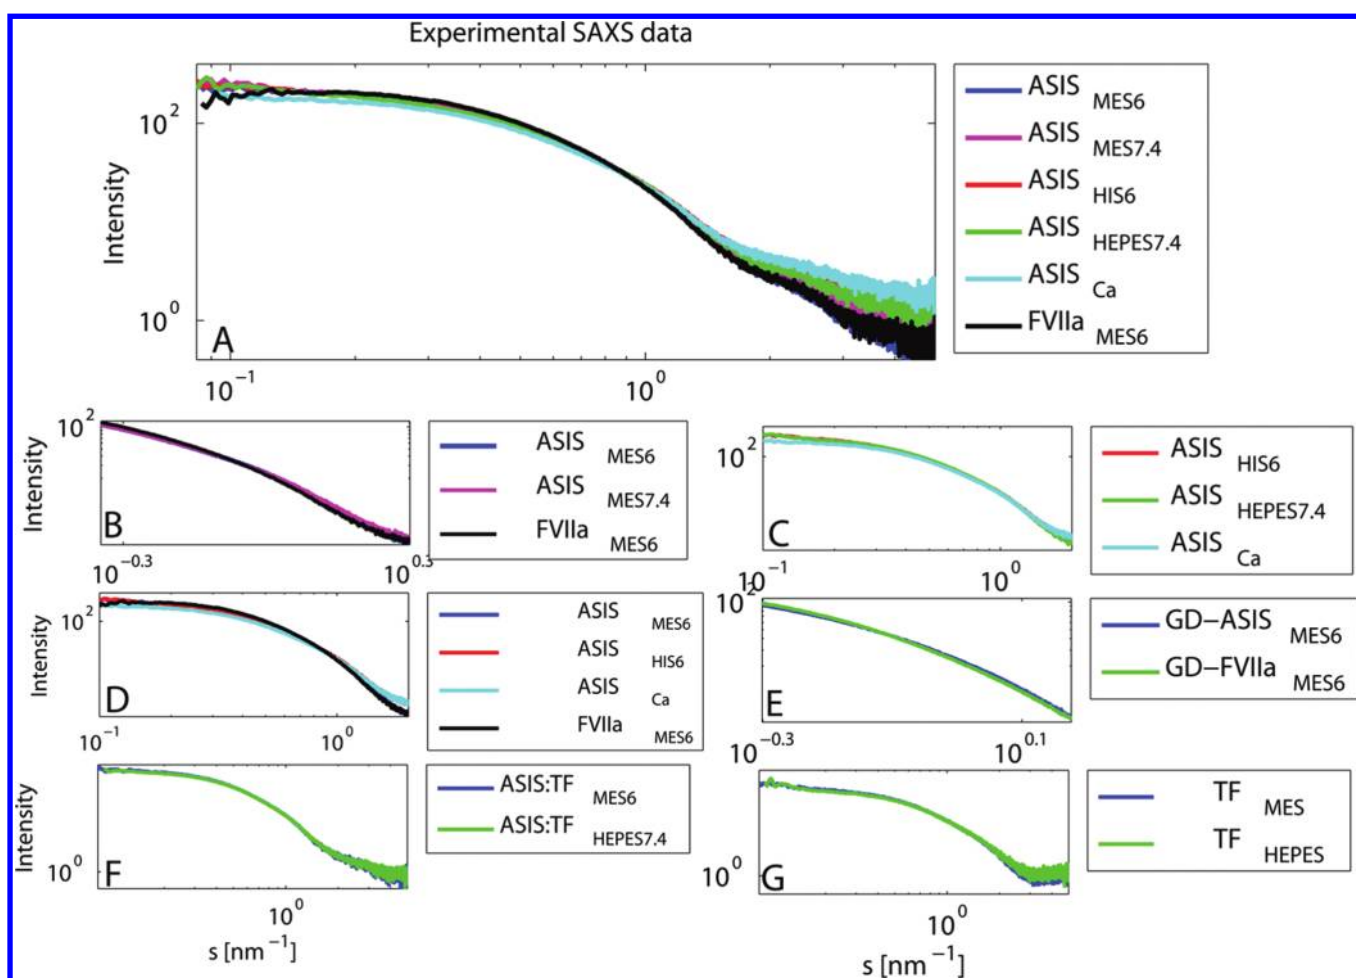 Experimental SAXS data
Intensity
10^2
10^0
A
10^-1
10^0
ASIS MES6
ASIS MES7.4
ASIS HIS6
ASIS HEPES7.4
ASIS Ca
FVIIa MES6
Intensity
10^2
B
10^-0.3
10^0.3
ASIS MES6
ASIS MES7.4
FVIIa MES6
10^2
C
10^-1
10^0
ASIS HIS6
ASIS HEPES7.4
ASIS Ca
Intensity
10^2
D
10^-1
10^0
ASIS MES6
ASIS HIS6
ASIS Ca
FVIIa MES6
10^2
E
10^-0.3
10^0.1
GD-ASIS MES6
GD-FVIIa MES6
Intensity
10^0
F
10^0
s [nm^-1]
ASIS:TF MES6
ASIS:TF HEPES7.4
10^0
G
10^0
s [nm^-1]
TF MES
TF HEPES